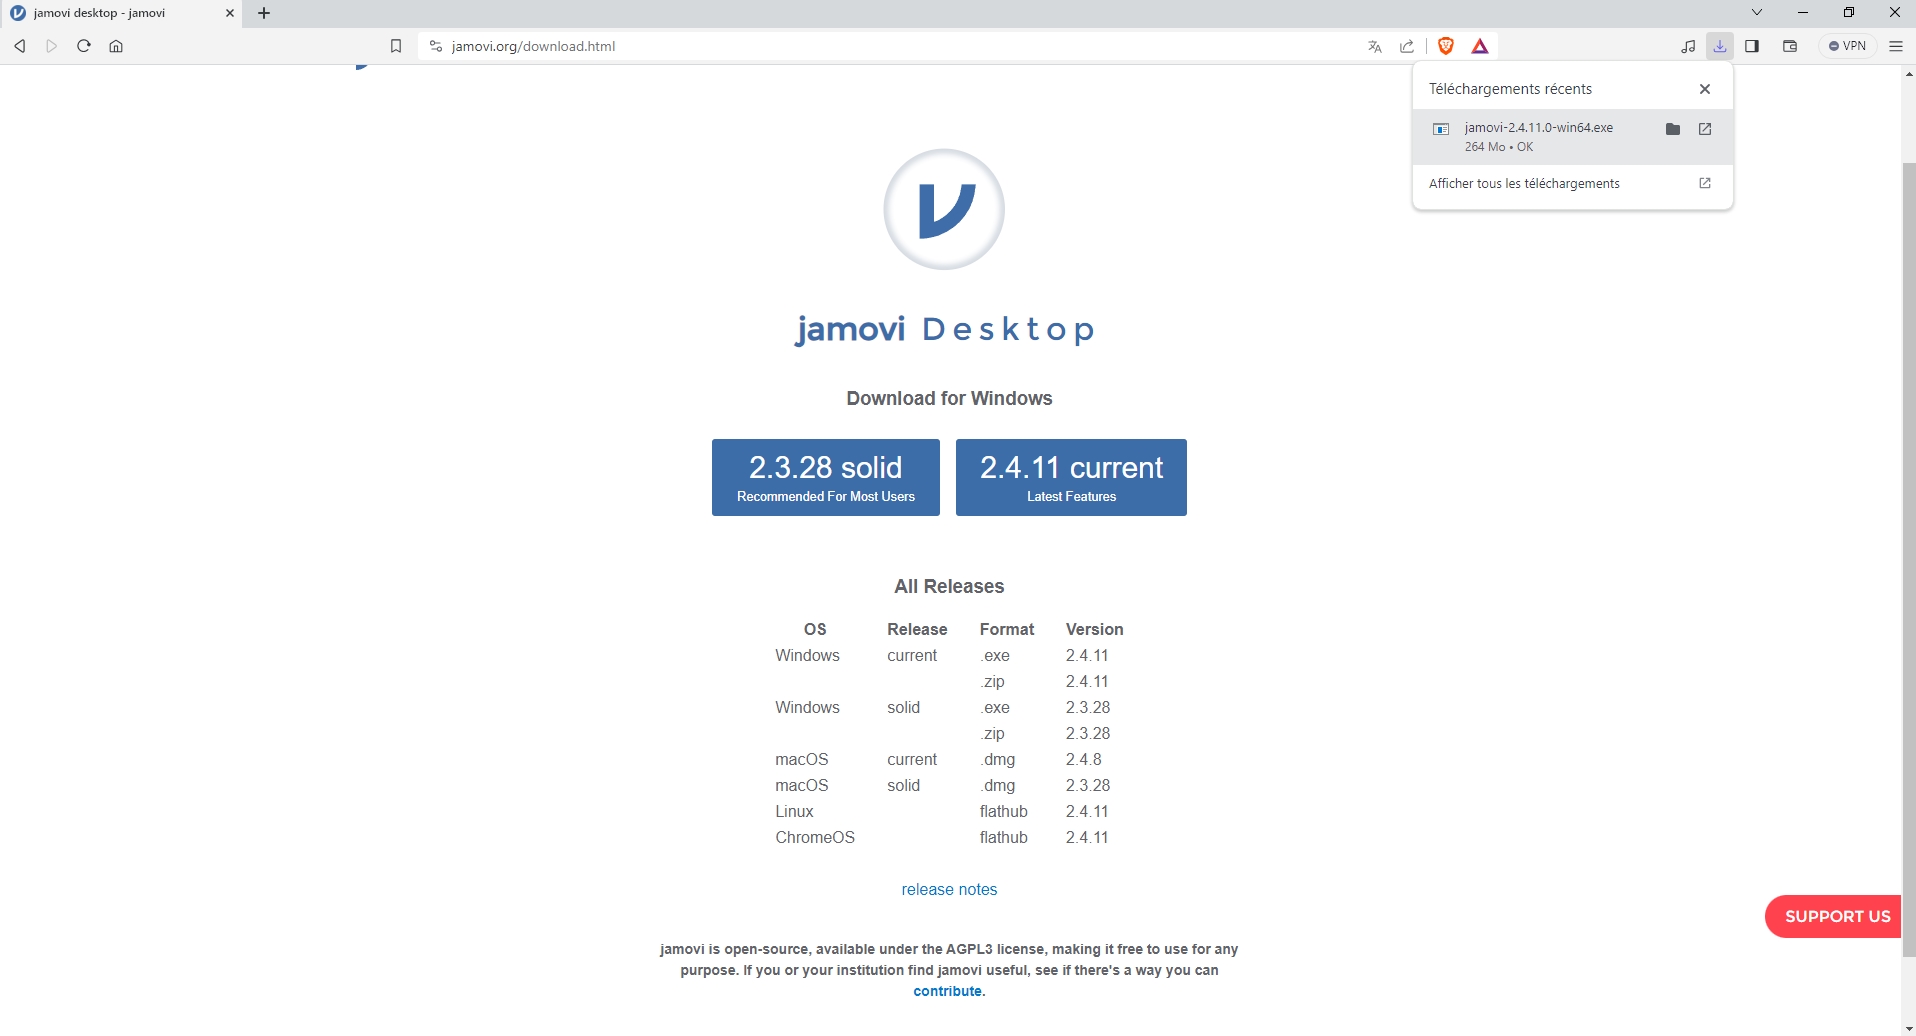 jamovi desktop - jamovi
jamovi.org/download.html
VPN
Téléchargements récents
jamovi-2.4.11.0-win64.exe
264 Mo • OK
Afficher tous les téléchargements
jamovi Desktop
Download for Windows
2.3.28 solid
Recommended For Most Users
2.4.11 current
Latest Features
All Releases
OS Release Format Version
Windows current .exe 2.4.11
.zip 2.4.11
Windows solid .exe 2.3.28
.zip 2.3.28
macOS current .dmg 2.4.8
macOS solid .dmg 2.3.28
Linux flathub 2.4.11
ChromeOS flathub 2.4.11
release notes
SUPPORT US
jamovi is open-source, available under the AGPL3 license, making it free to use for any
purpose. If you or your institution find jamovi useful, see if there's a way you can
contribute.